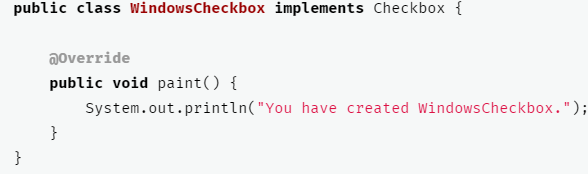 public class WindowsCheckbox implements Checkbox {
@Override
public void paint() {
System.out.println("You have created WindowsCheckbox.");
}
}